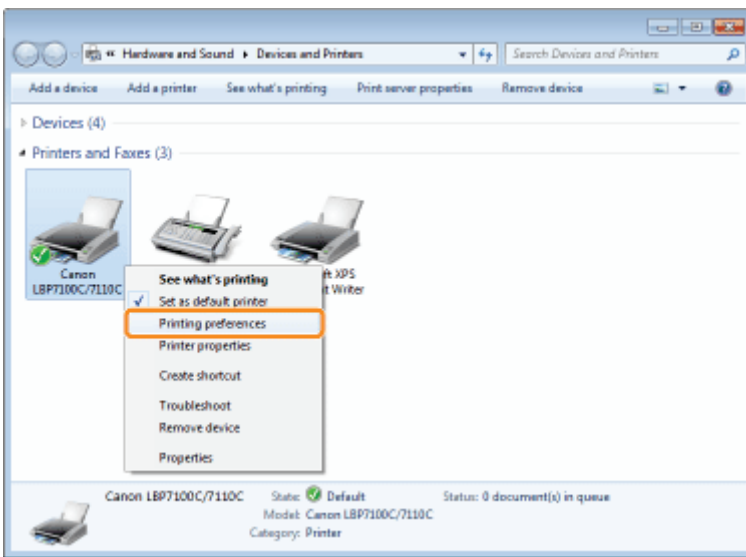 « Hardware and Sound ▸ Devices and Printers
Search Devices and Printers
Add a device Add a printer See what's printing Print server properties Remove device
Devices (4)
Printers and Faxes (3)
Canon
LBP7100C/7110C
XPS
Writer
See what's printing
Set as default printer
Printing preferences
Printer properties
Create shortcut
Troubleshoot
Remove device
Properties
Canon LBP7100C/7110C State: Default Status: 0 document(s) in queue
Model: Canon LBP7100C/7110C
Category: Printer